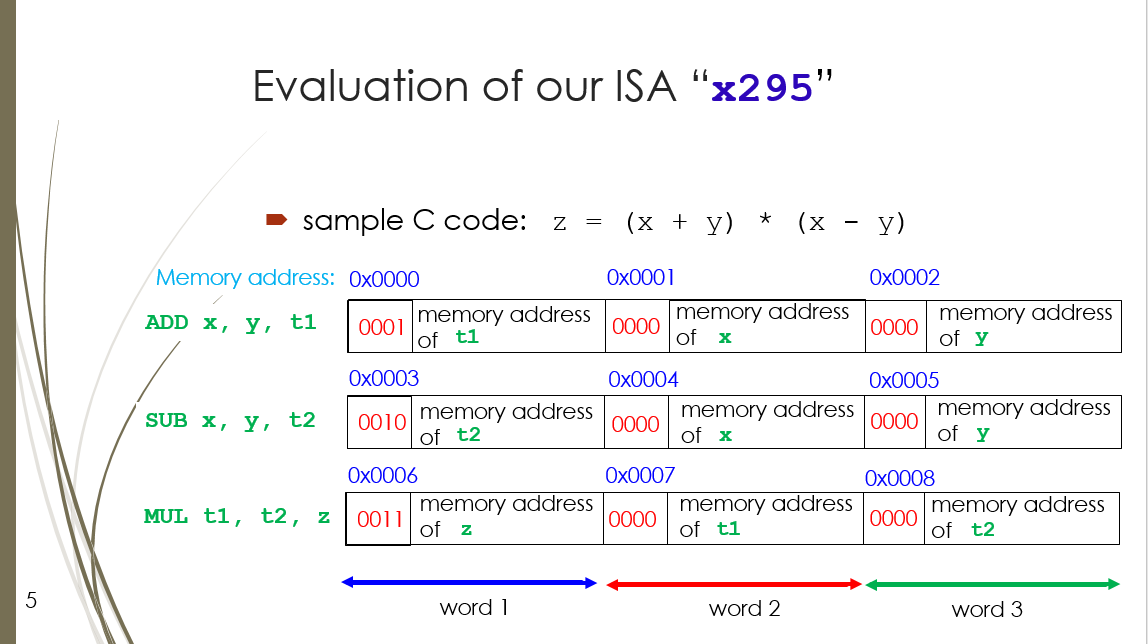 Evaluation of our ISA “x295”
sample C code: z = (x + y) * (x - y)
Memory address: 0x0000 0x0001 0x0002
ADD x, y, t1 0001 memory address of t1 0000 memory address of x 0000 memory address of y
0x0003 0x0004 0x0005
SUB x, y, t2 0010 memory address of t2 0000 memory address of x 0000 memory address of y
0x0006 0x0007 0x0008
MUL t1, t2, z 0011 memory address of z 0000 memory address of t1 0000 memory address of t2
word 1 word 2 word 3
5